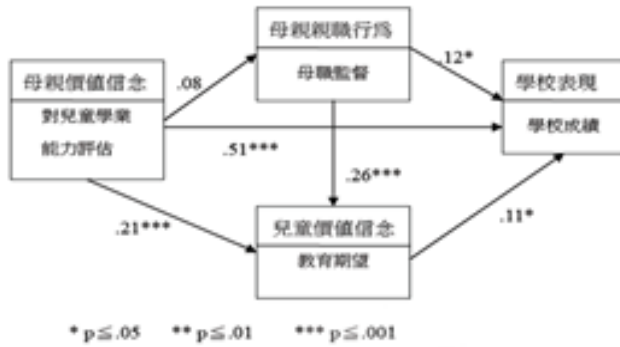 母親親職行為
母職監督
母親價值信念
對兒童學業
能力評估
學校表現
學校成績
兒童價值信念
教育期望
.08
.12*
.51***
.26***
.21***
.11*
* p≦.05 ** p≦.01 *** p≦.001